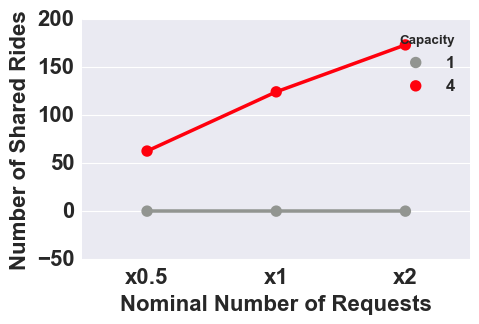 Number of Shared Rides
200
150
100
50
0
−50
Capacity
1
4
x0.5
x1
x2
Nominal Number of Requests